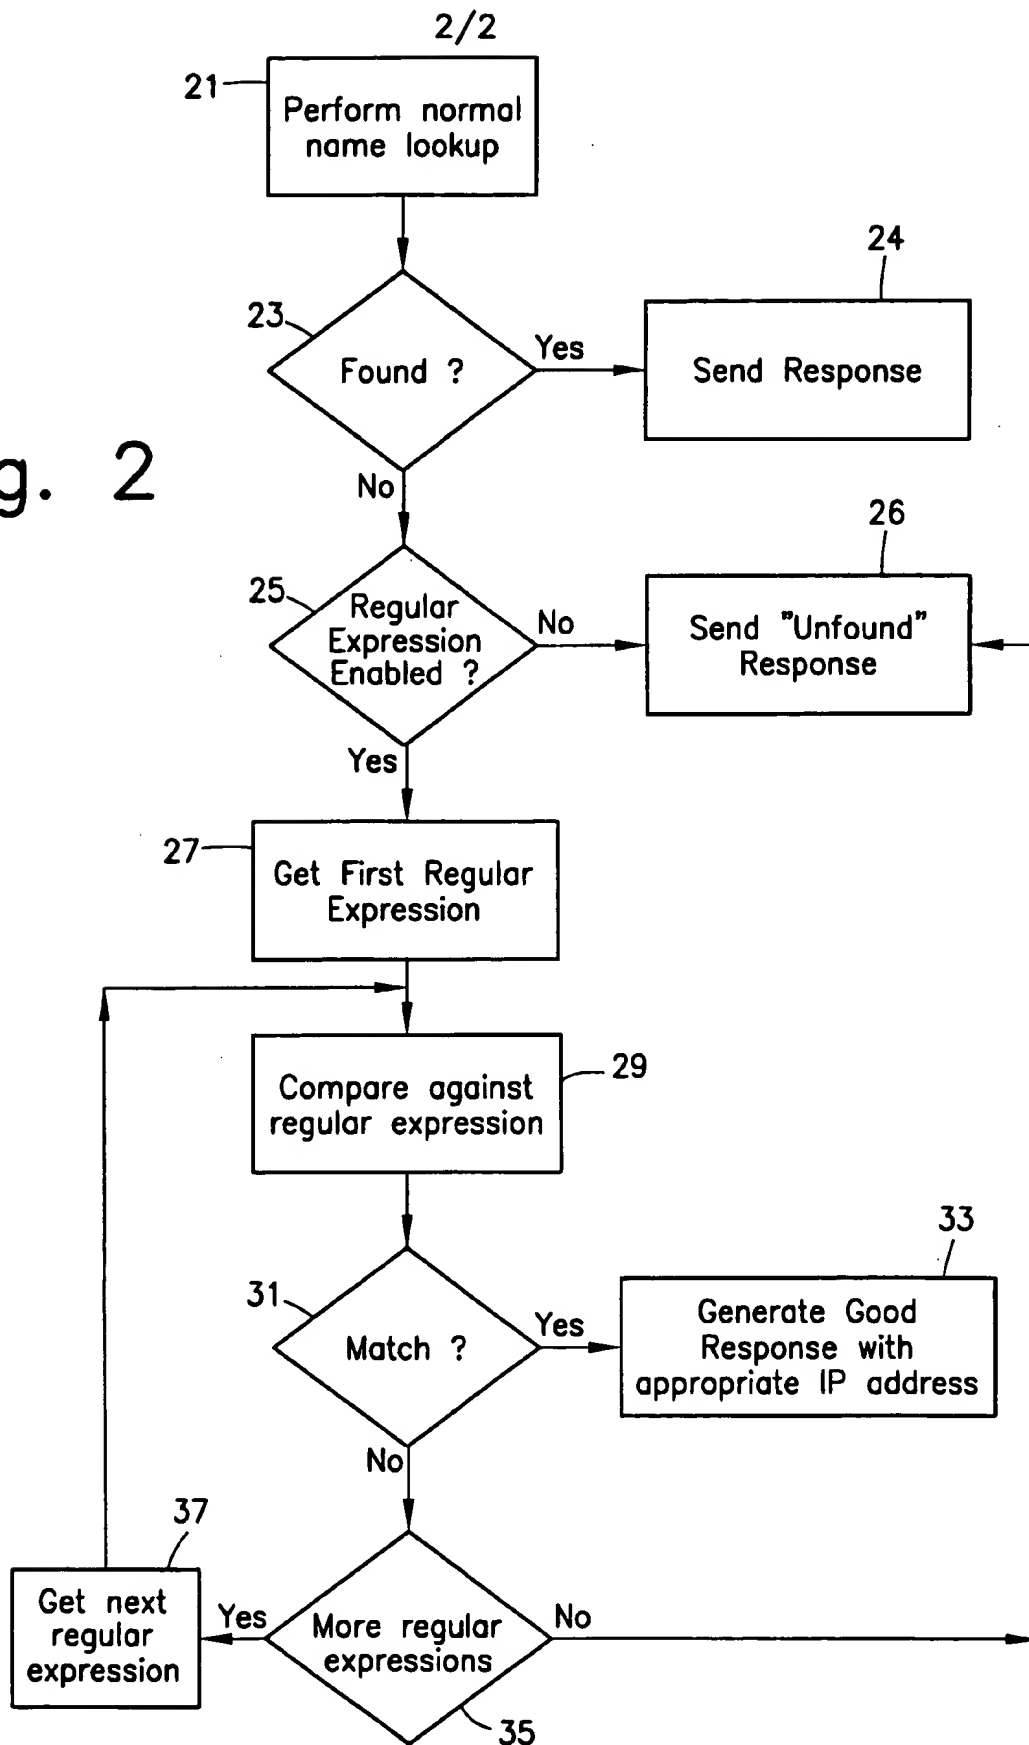 2/2
21
Perform normal
name lookup
24
23
Found ?
Yes
Send Response
g. 2
No
26
25
Regular
Expression
Enabled ?
No
Send "Unfound"
Response
Yes
27
Get First Regular
Expression
29
Compare against
regular expression
33
31
Match ?
Yes
Generate Good
Response with
appropriate IP address
No
37
Get next
regular
expression
Yes
More regular
expressions
No
35